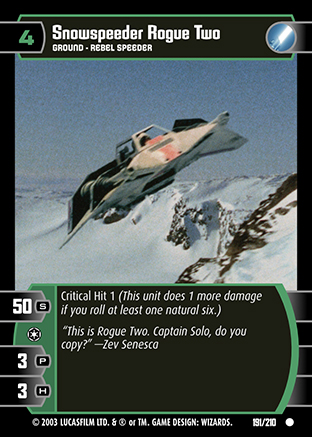 4
Snowspeeder Rogue Two
GROUND • REBEL SPEEDER
50 S
Critical Hit 1 (This unit does 1 more damage
if you roll at least one natural six.)
"This is Rogue Two. Captain Solo, do you
copy?" —Zev Senesca
3 P
3 H
© 2003 LUCASFILM LTD. & ® or TM. GAME DESIGN: WIZARDS.
191/210